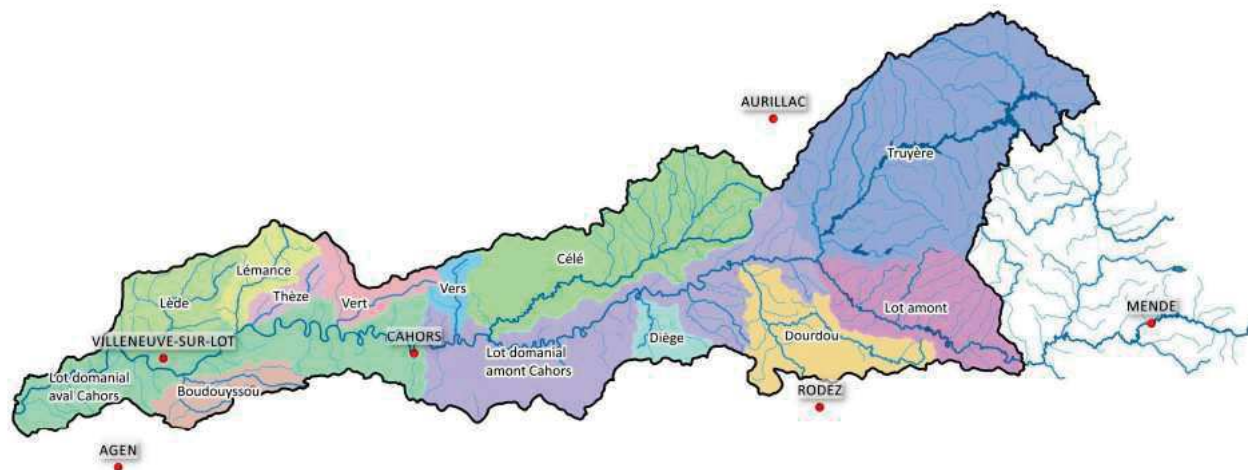 AURILLAC
Truyère
Célé
Lémance
Lède
Thèze
Vert
Vers
Lot amont
MENDE
VILLENEUVE-SUR-LOT
CAHORS
Diège
Dourdou
Lot domanial
amont Cahors
Lot domanial
aval Cahors
Boudouyssou
RODEZ
AGEN